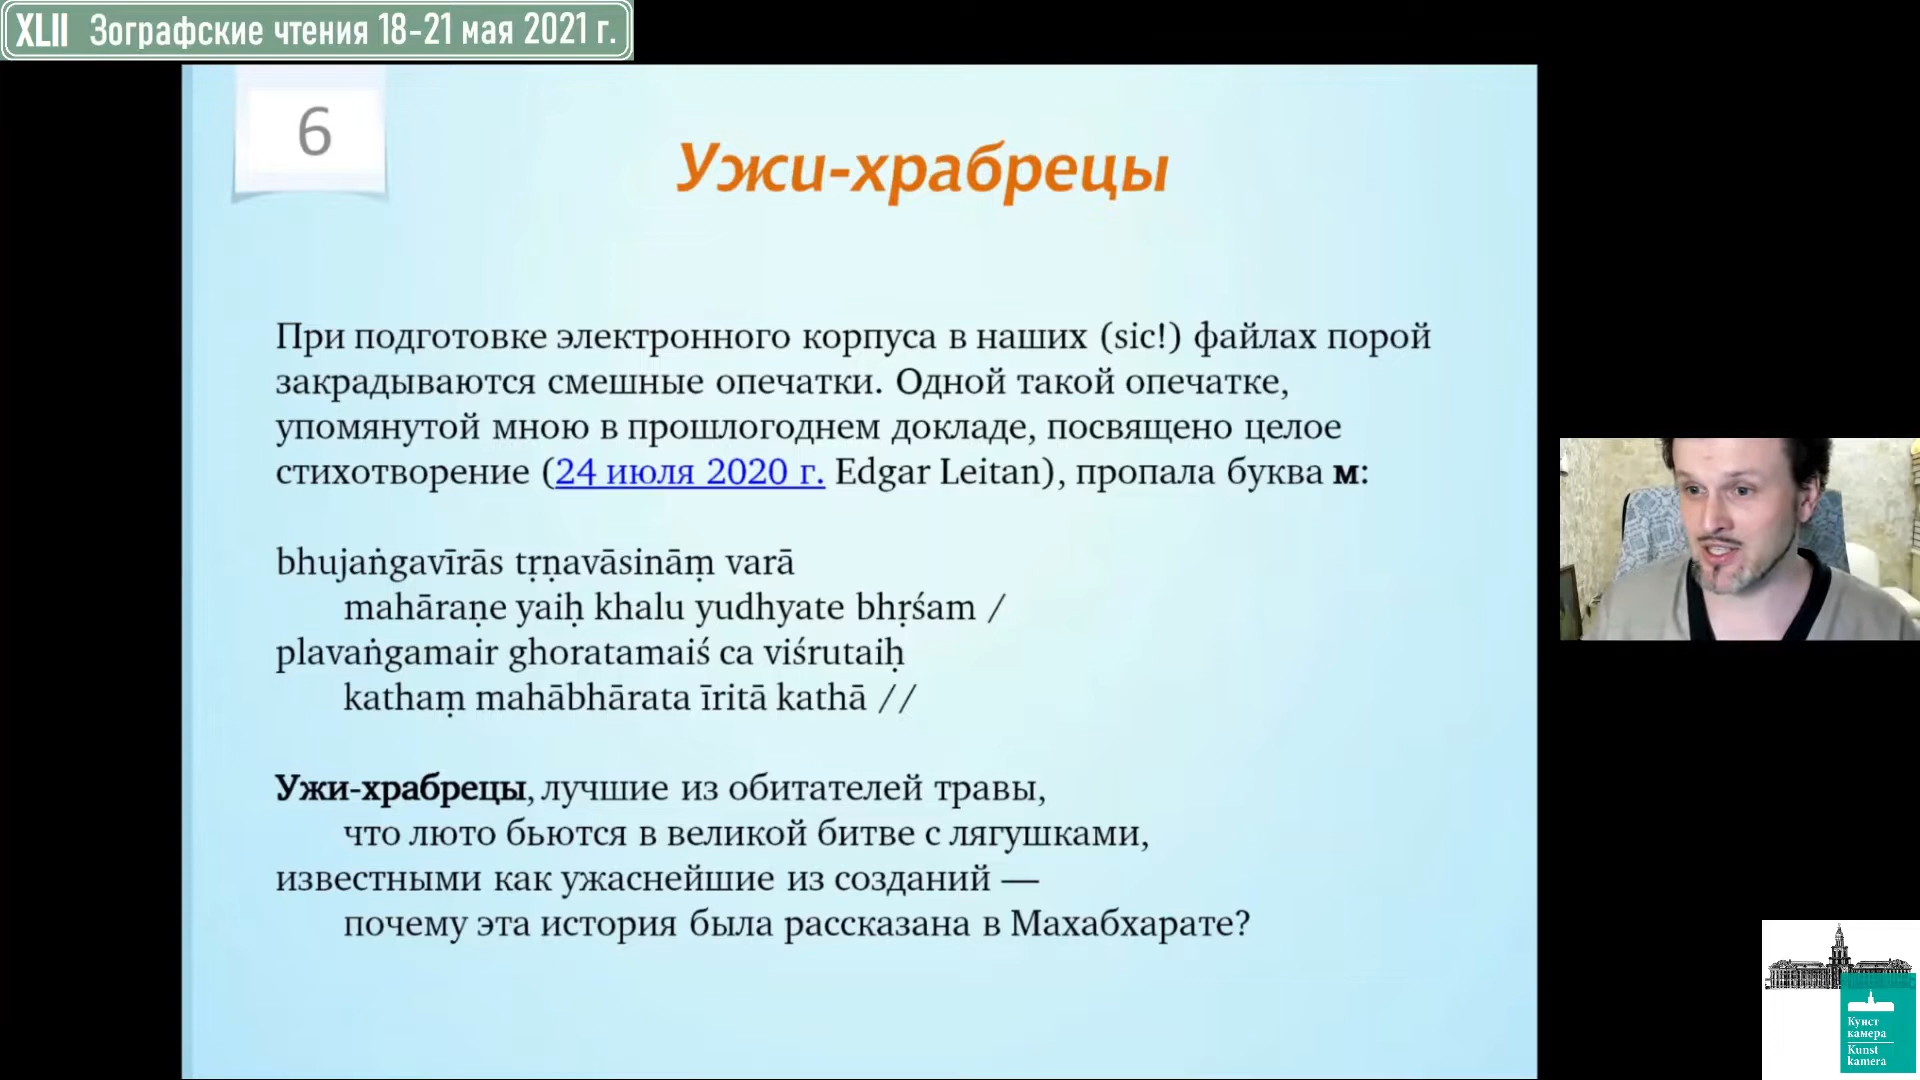 XLII Зографские чтения 18-21 мая 2021 г.
6
Ужи-храбрецы
При подготовке электронного корпуса в наших (sic!) файлах порой
закрадываются смешные опечатки. Одной такой опечатке,
упомянутой мною в прошлогоднем докладе, посвящено целое
стихотворение (24 июля 2020 г. Edgar Leitan), пропала буква м:
bhujaṅgavīrās tṛṇavāsināṃ varā
mahāraṇe yaiḥ khalu yudhyate bhṛśam /
plavaṅgamair ghoratamaiś ca viśrutaiḥ
kathaṃ mahābhārata īritā kathā //
Ужи-храбрецы, лучшие из обитателей травы,
что люто бьются в великой битве с лягушками,
известными как ужаснейшие из созданий —
почему эта история была рассказана в Махабхарате?
Кунст
камера
Kunst
kamera